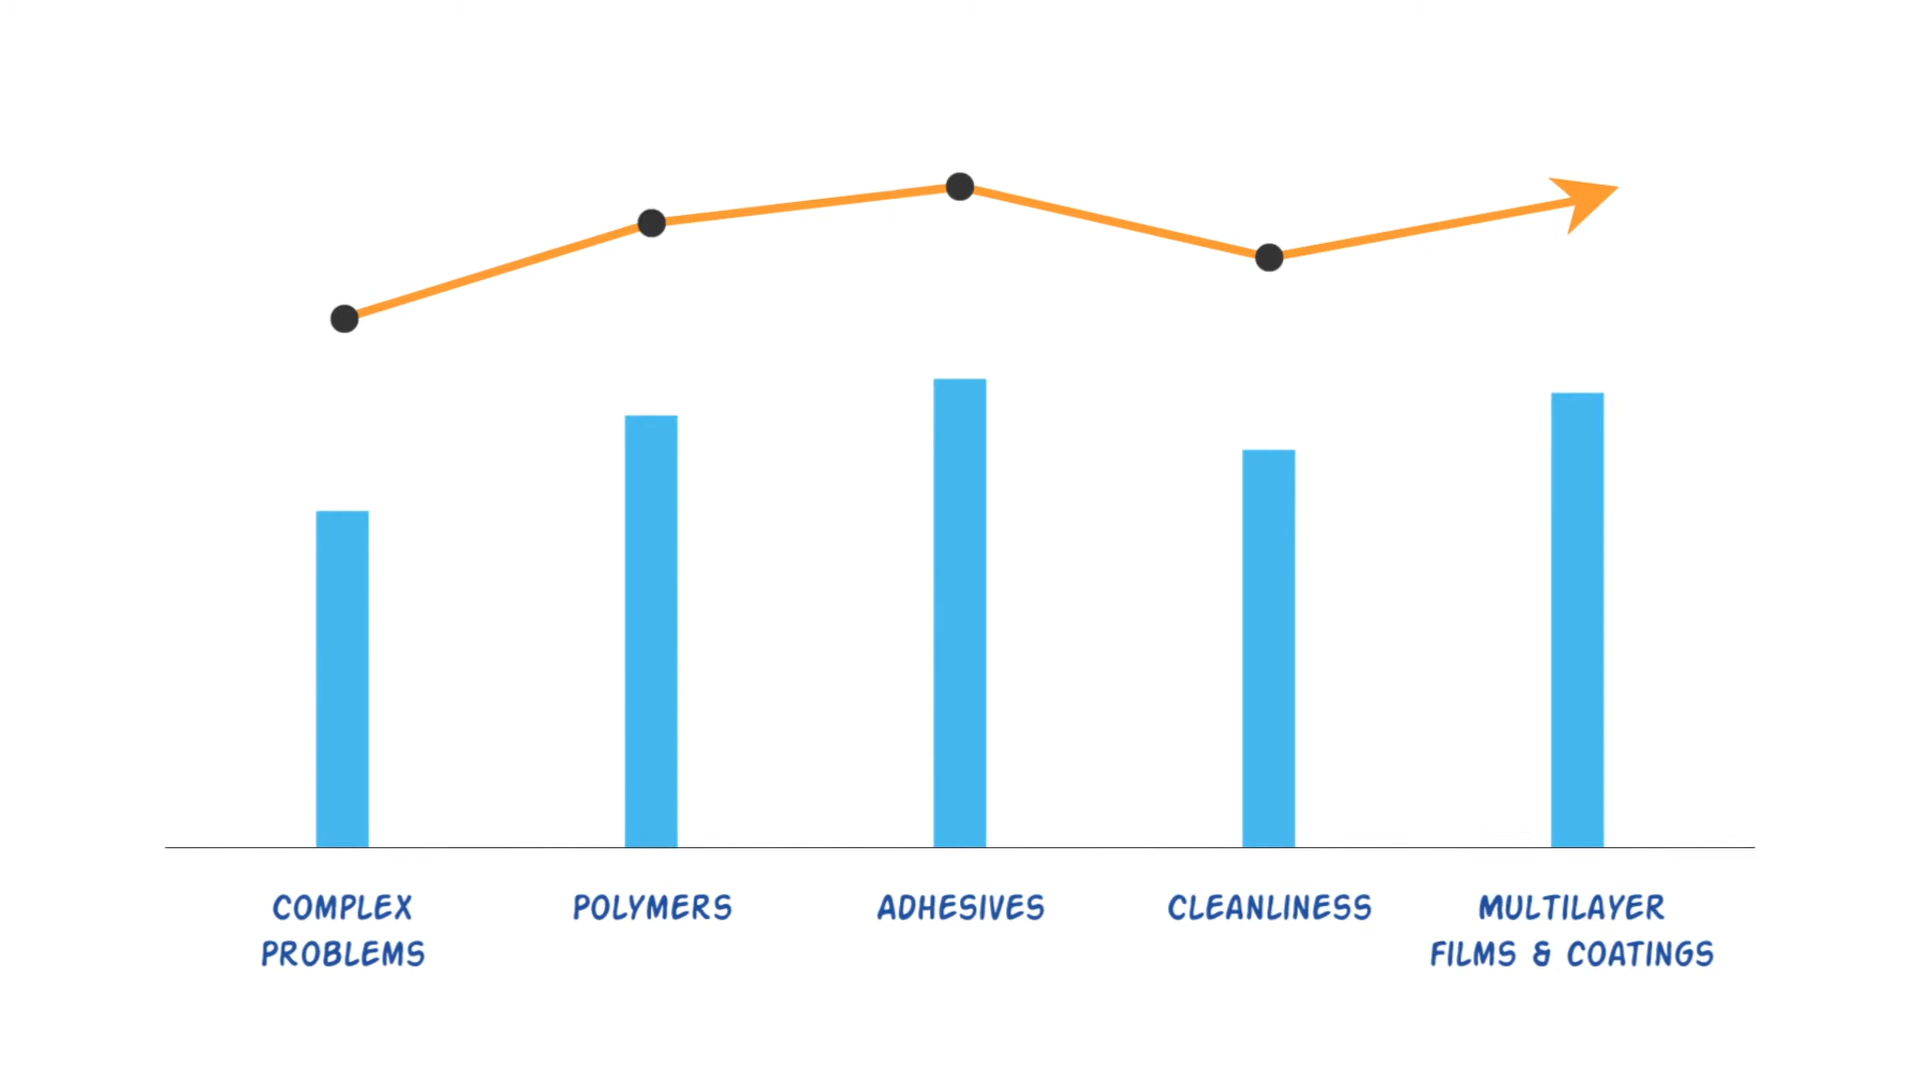 COMPLEX
PROBLEMS
POLYMERS
ADHESIVES
CLEANLINESS
MULTILAYER
FILMS & COATINGS